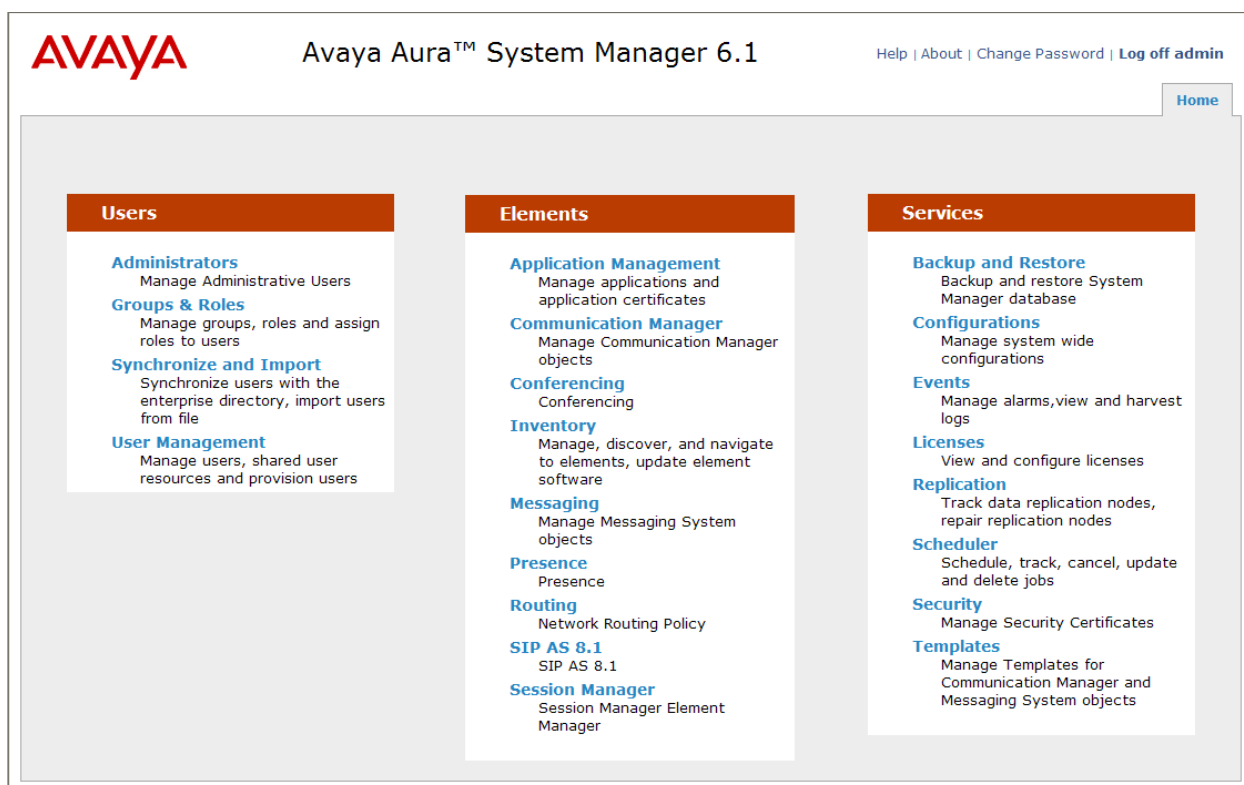 AVAYA
Avaya Aura™ System Manager 6.1
Help | About | Change Password | Log off admin
Home
Users
Administrators
Manage Administrative Users
Groups & Roles
Manage groups, roles and assign
roles to users
Synchronize and Import
Synchronize users with the
enterprise directory, import users
from file
User Management
Manage users, shared user
resources and provision users
Elements
Application Management
Manage applications and
application certificates
Communication Manager
Manage Communication Manager
objects
Conferencing
Conferencing
Inventory
Manage, discover, and navigate
to elements, update element
software
Messaging
Manage Messaging System
objects
Presence
Presence
Routing
Network Routing Policy
SIP AS 8.1
SIP AS 8.1
Session Manager
Session Manager Element
Manager
Services
Backup and Restore
Backup and restore System
Manager database
Configurations
Manage system wide
configurations
Events
Manage alarms,view and harvest
logs
Licenses
View and configure licenses
Replication
Track data replication nodes,
repair replication nodes
Scheduler
Schedule, track, cancel, update
and delete jobs
Security
Manage Security Certificates
Templates
Manage Templates for
Communication Manager and
Messaging System objects